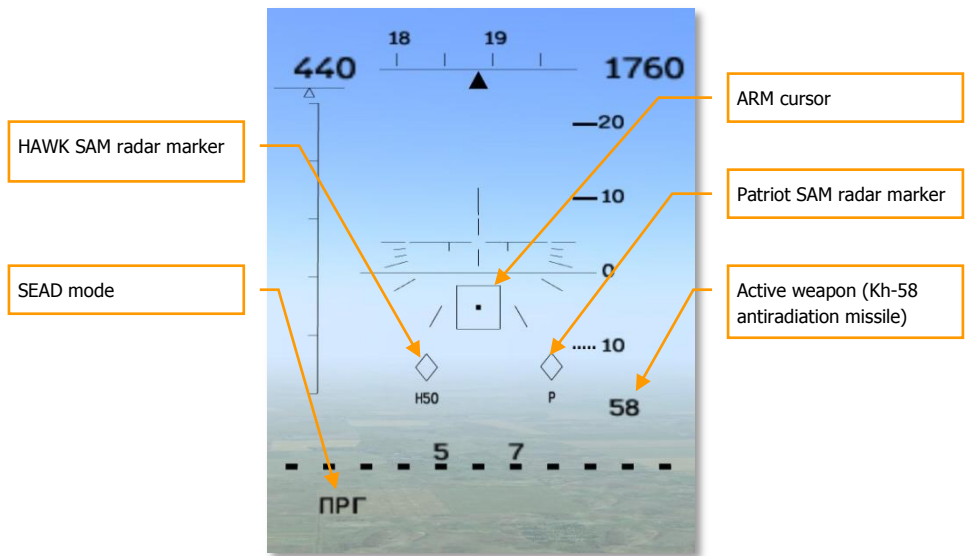 18 19
440
1760
20
10
0
10
H50
P
58
5 7
ПРГ
HAWK SAM radar marker
SEAD mode
ARM cursor
Patriot SAM radar marker
Active weapon (Kh-58
antiradiation missile)